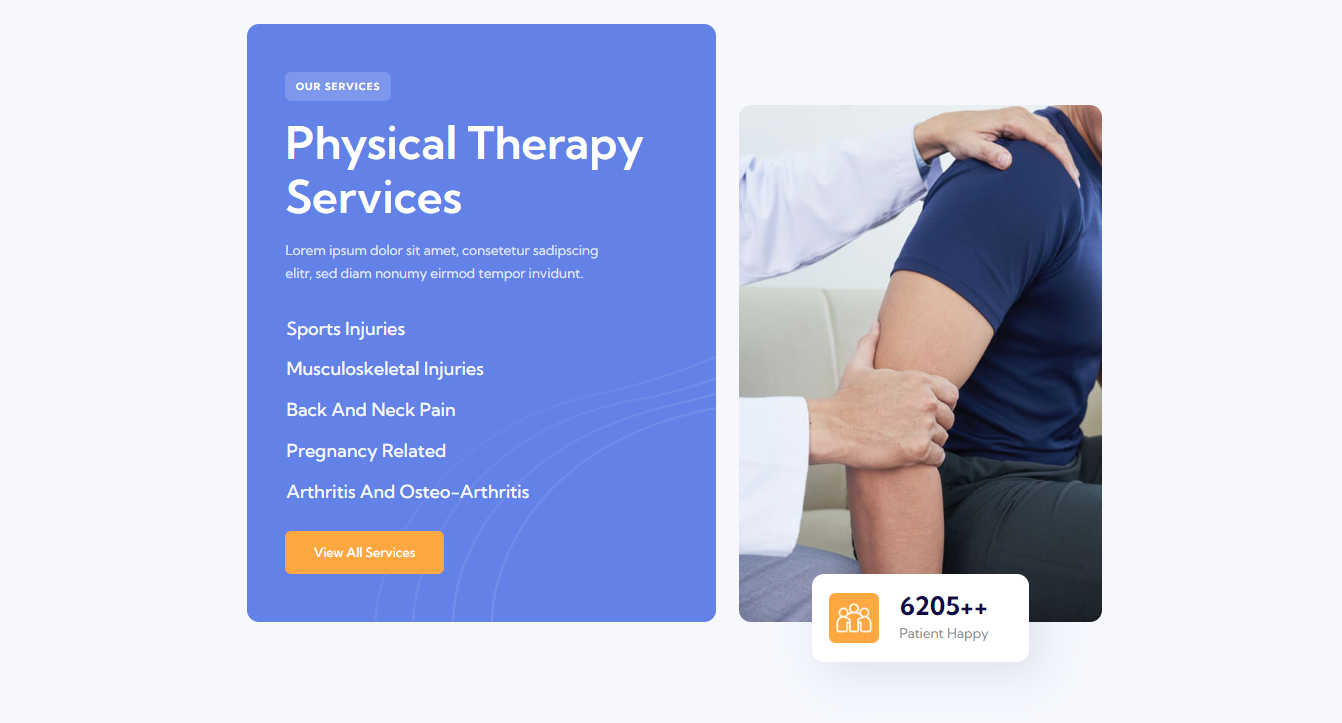 OUR SERVICES
Physical Therapy
Services
Lorem ipsum dolor sit amet, consetetur sadipscing
elitr, sed diam nonumy eirmod tempor invidunt.
Sports Injuries
Musculoskeletal Injuries
Back And Neck Pain
Pregnancy Related
Arthritis And Osteo-Arthritis
View All Services
6205++
Patient Happy